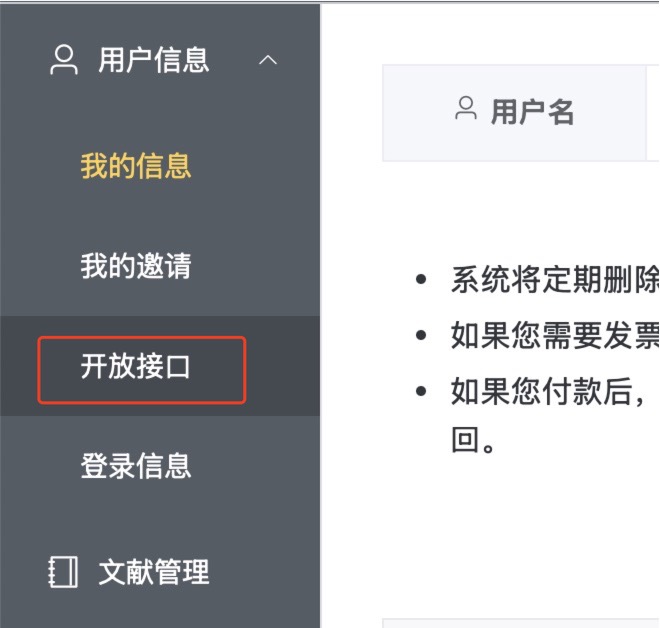 用户信息
我的信息
我的邀请
开放接口
登录信息
文献管理
用户名
系统将定期删除
如果您需要发票
如果您付款后，
回。